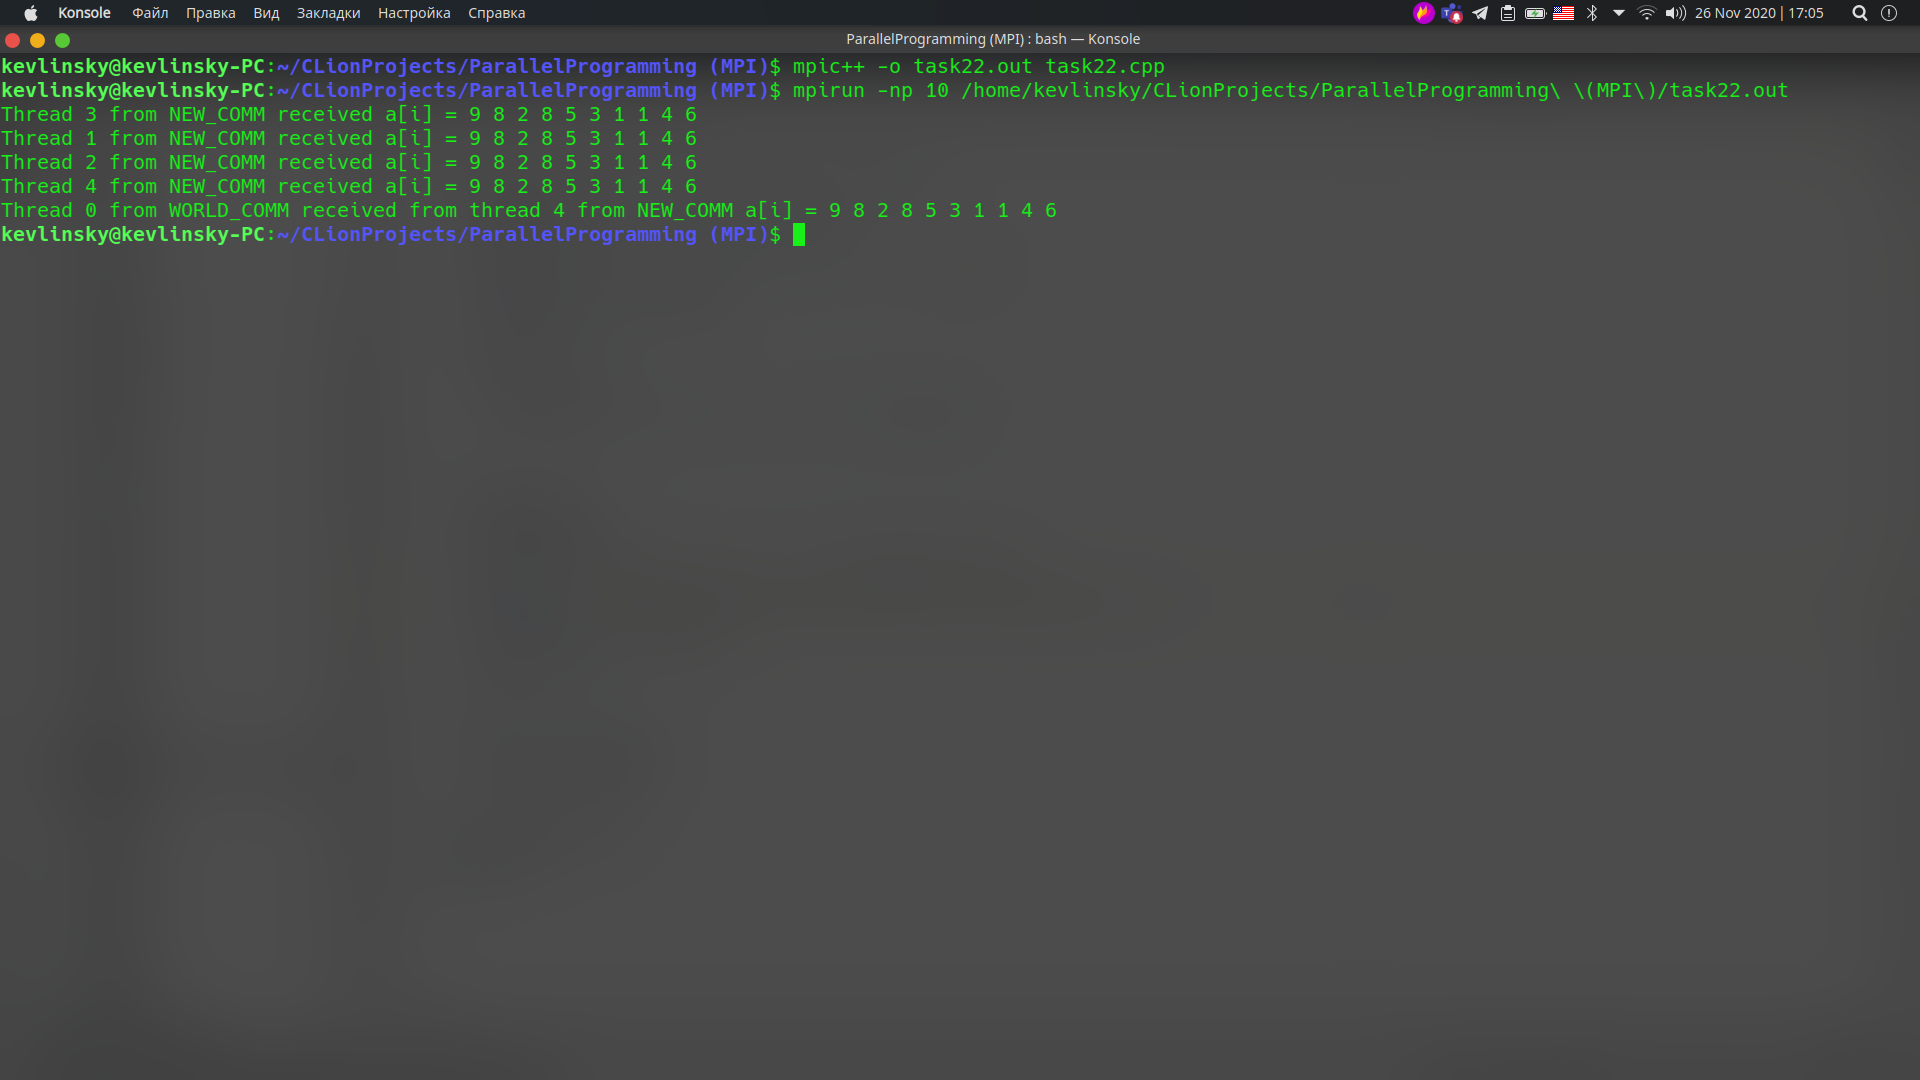 Konsole Файл Правка Вид Закладки Настройка Справка 26 Nov 2020 | 17:05
ParallelProgramming (MPI) : bash — Konsole
kevlinsky@kevlinsky-PC:~/CLionProjects/ParallelProgramming (MPI)$ mpic++ -o task22.out task22.cpp
kevlinsky@kevlinsky-PC:~/CLionProjects/ParallelProgramming (MPI)$ mpirun -np 10 /home/kevlinsky/CLionProjects/ParallelProgramming\ \(MPI\)/task22.out
Thread 3 from NEW_COMM received a[i] = 9 8 2 8 5 3 1 1 4 6
Thread 1 from NEW_COMM received a[i] = 9 8 2 8 5 3 1 1 4 6
Thread 2 from NEW_COMM received a[i] = 9 8 2 8 5 3 1 1 4 6
Thread 4 from NEW_COMM received a[i] = 9 8 2 8 5 3 1 1 4 6
Thread 0 from WORLD_COMM received from thread 4 from NEW_COMM a[i] = 9 8 2 8 5 3 1 1 4 6
kevlinsky@kevlinsky-PC:~/CLionProjects/ParallelProgramming (MPI)$